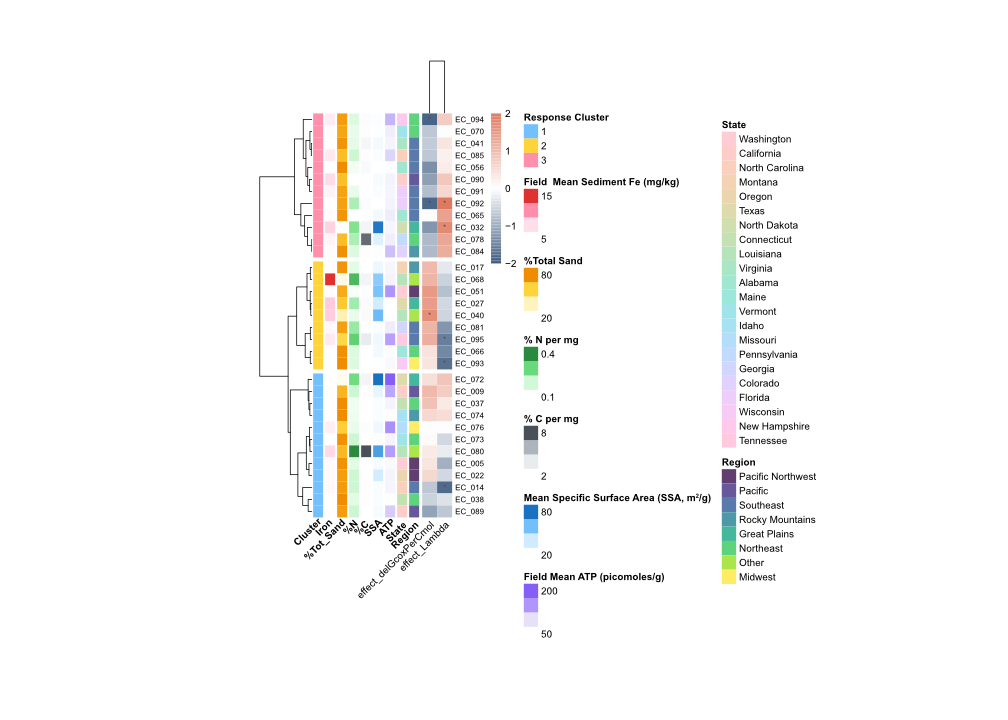 EC_094
EC_070
EC_041
EC_085
EC_056
EC_090
EC_091
EC_092
EC_065
EC_032
EC_078
EC_084
EC_017
EC_068
EC_051
EC_027
EC_040
EC_081
EC_095
EC_066
EC_093
EC_072
EC_009
EC_037
EC_074
EC_076
EC_073
EC_080
EC_005
EC_022
EC_014
EC_038
EC_089
Cluster
Iron
%Tot_Sand
%N
%C
SSA
ATP
State
Region
effect_delGcoxPerCmol
effect_Lambda
2
1
0
−1
−2
Response Cluster
1
2
3
Field Mean Sediment Fe (mg/kg)
15
5
%Total Sand
80
20
% N per mg
0.4
0.1
% C per mg
8
2
Mean Specific Surface Area (SSA, m²/g)
80
20
Field Mean ATP (picomoles/g)
200
50
State
Washington
California
North Carolina
Montana
Oregon
Texas
North Dakota
Connecticut
Louisiana
Virginia
Alabama
Maine
Vermont
Idaho
Missouri
Pennsylvania
Georgia
Colorado
Florida
Wisconsin
New Hampshire
Tennessee
Region
Pacific Northwest
Pacific
Southeast
Rocky Mountains
Great Plains
Northeast
Other
Midwest